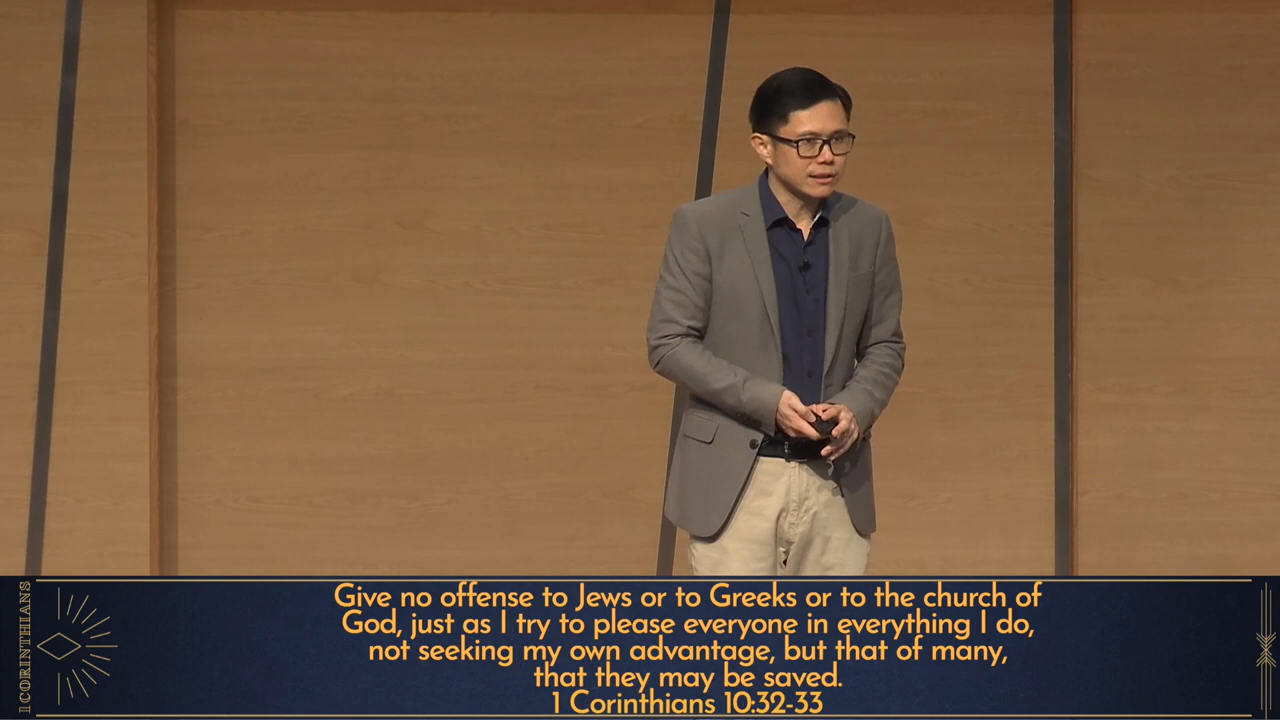 1 CORINTHIANS
Give no offense to Jews or to Greeks or to the church of
God, just as I try to please everyone in everything I do,
not seeking my own advantage, but that of many,
that they may be saved.
1 Corinthians 10:32-33